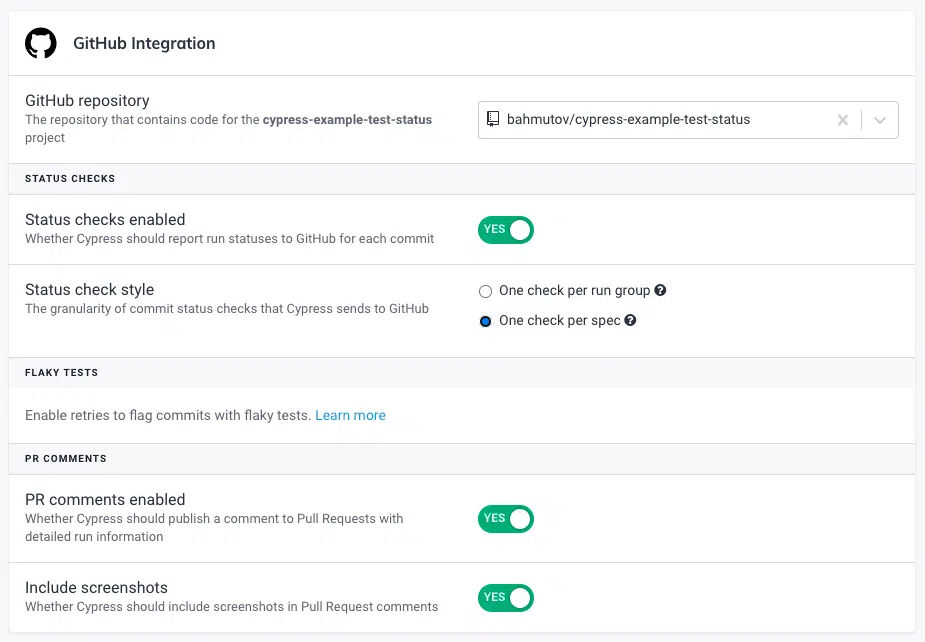 GitHub Integration
GitHub repository
The repository that contains code for the cypress-example-test-status
project
bahmutov/cypress-example-test-status
STATUS CHECKS
Status checks enabled
Whether Cypress should report run statuses to GitHub for each commit
YES
Status check style
The granularity of commit status checks that Cypress sends to GitHub
One check per run group ?
One check per spec ?
FLAKY TESTS
Enable retries to flag commits with flaky tests. Learn more
PR COMMENTS
PR comments enabled
Whether Cypress should publish a comment to Pull Requests with
detailed run information
YES
Include screenshots
Whether Cypress should include screenshots in Pull Request comments
YES